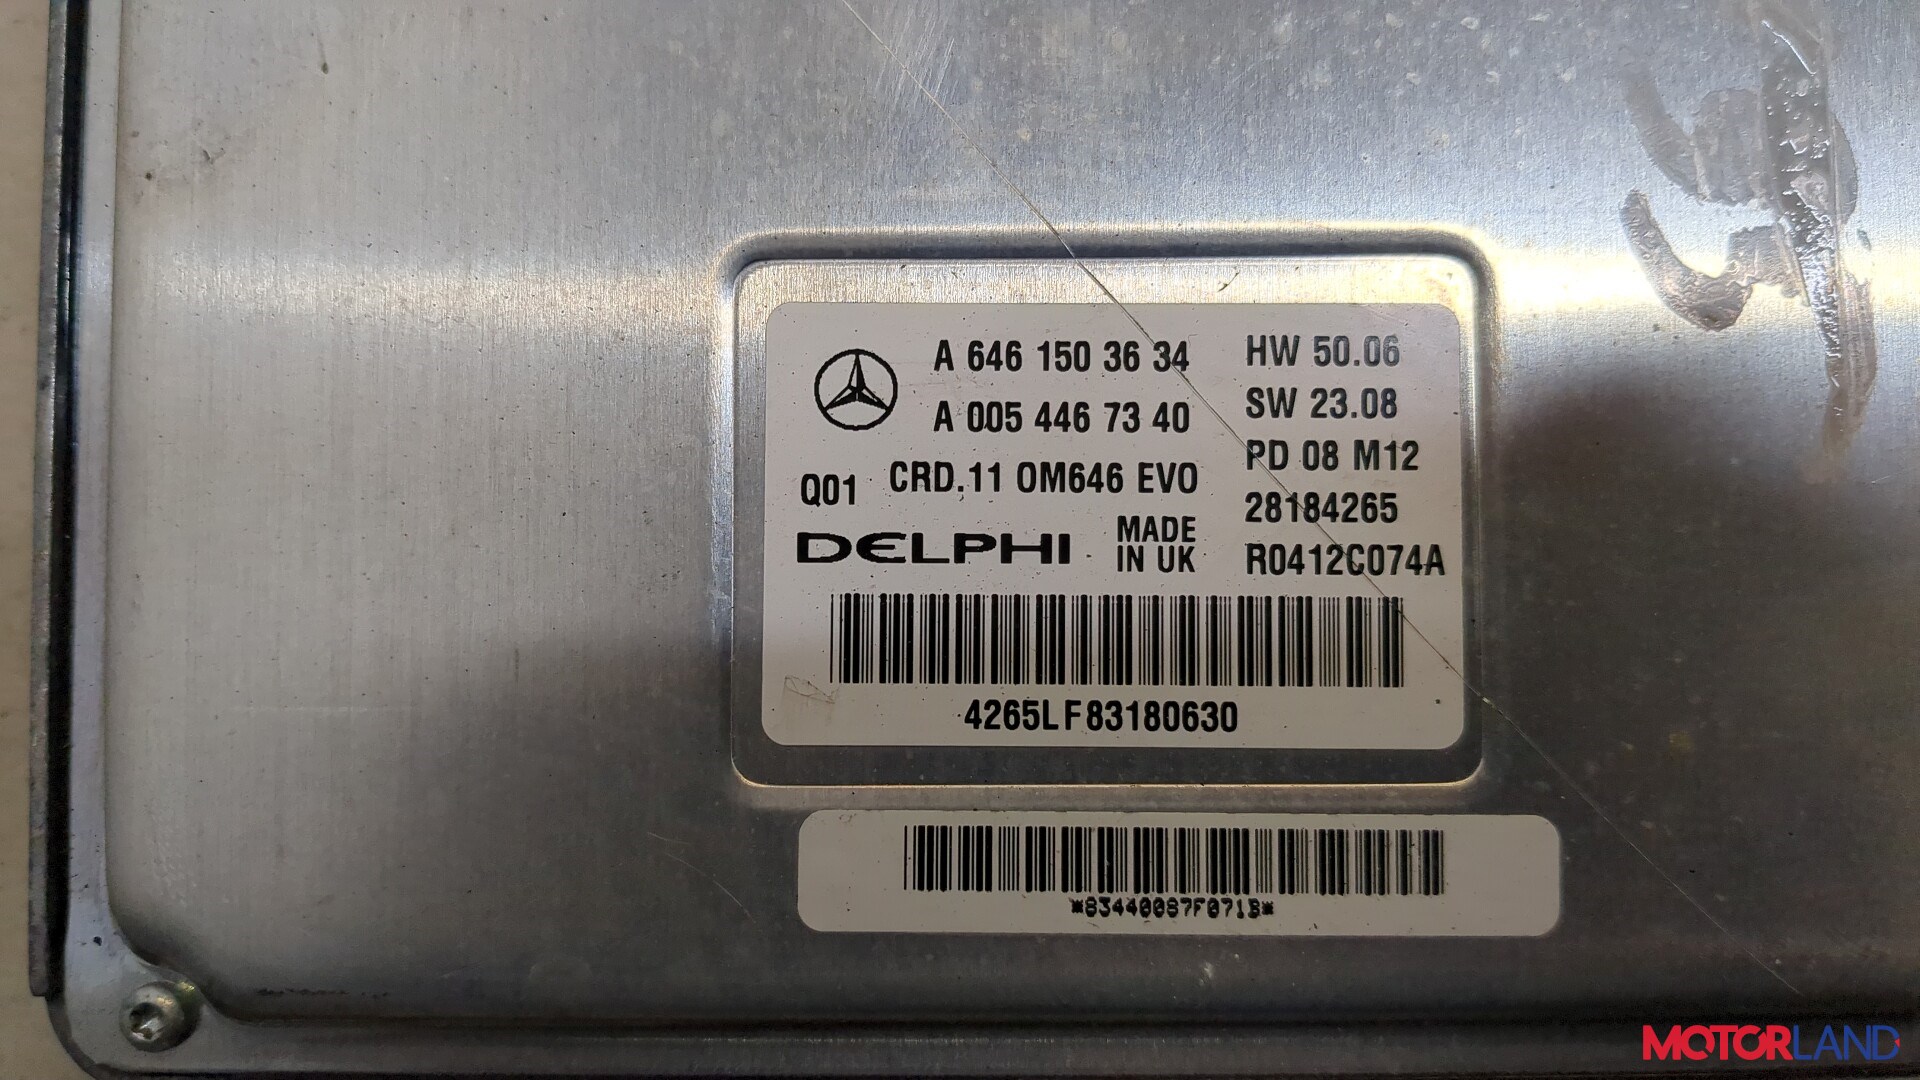 A 646 150 36 34
A 005 446 73 40
Q01 CRD.11 OM646 EVO
DELPHI MADE IN UK
HW 50.06
SW 23.08
PD 08 M12
28184265
R0412C074A
4265LF83180630
*83440087F071B*
MOTORLAND